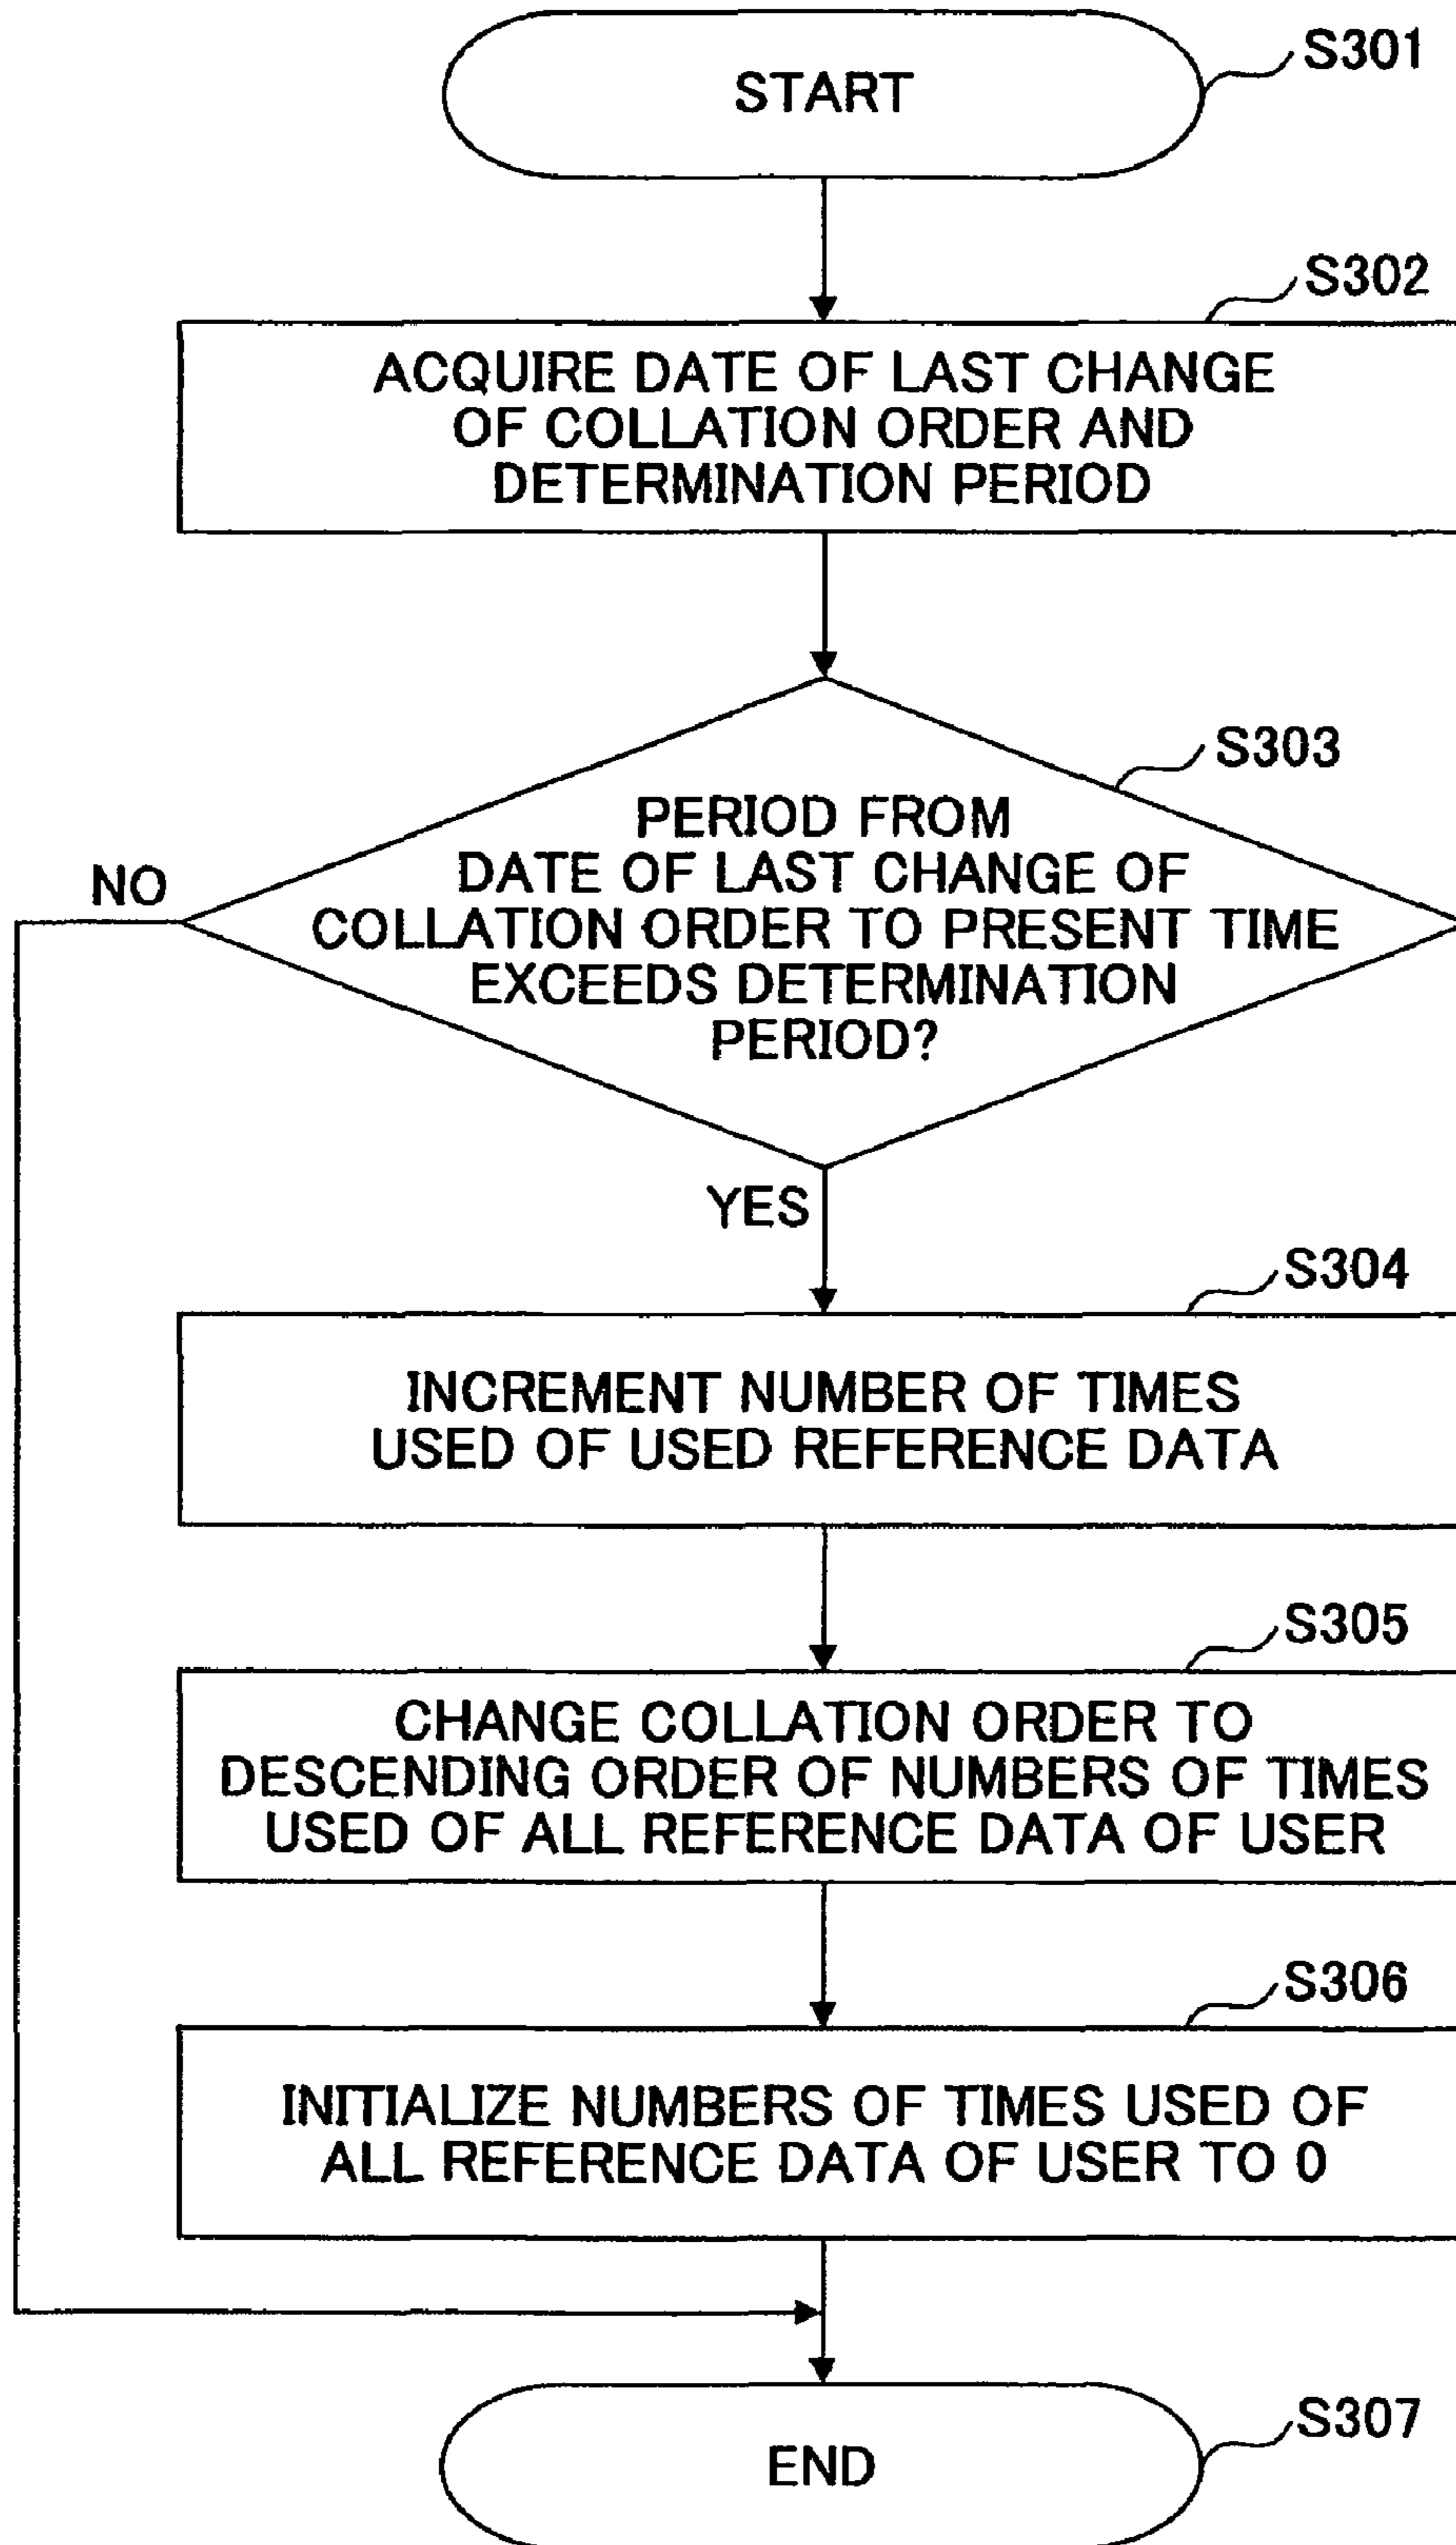 START
S301
S302
ACQUIRE DATE OF LAST CHANGE
OF COLLATION ORDER AND
DETERMINATION PERIOD
S303
PERIOD FROM
DATE OF LAST CHANGE OF
COLLATION ORDER TO PRESENT TIME
EXCEEDS DETERMINATION
PERIOD?
NO
YES
S304
INCREMENT NUMBER OF TIMES
USED OF USED REFERENCE DATA
S305
CHANGE COLLATION ORDER TO
DESCENDING ORDER OF NUMBERS OF TIMES
USED OF ALL REFERENCE DATA OF USER
S306
INITIALIZE NUMBERS OF TIMES USED OF
ALL REFERENCE DATA OF USER TO 0
S307
END